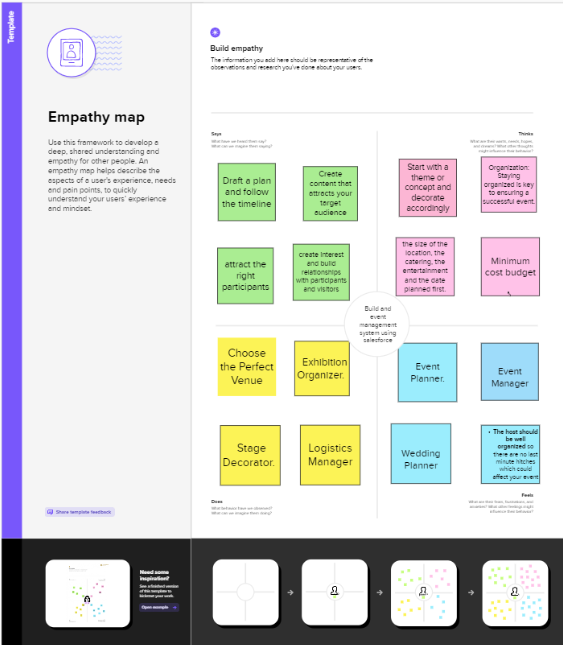 Template
Empathy map
Use this framework to develop a
deep, shared understanding and
empathy for other people. An
empathy map helps describe the
aspects of a user's experience, needs
and pain points, to quickly
understand your users' experience
and mindset.
Share template feedback
Build empathy
The information you add here should be representative of the
observations and research you've done about your users.
Says
What have we heard them say?
What can we imagine them saying?
Thinks
What are their wants, needs, hopes,
and dreams? What other thoughts
might influence their behavior?
Draft a plan
and follow
the timeline
Create
content that
attracts your
target
audience
Start with a
theme or
concept and
decorate
accordingly
Organization:
Staying
organized is key
to ensuring a
successful event.
attract the
right
participants
create interest
and build
relationships
with participants
and visitors
the size of the
location, the
catering, the
entertainment
and the date
planned first.
Minimum
cost budget
Build and
event
management
system using
salesforce
Choose
the Perfect
Venue
Exhibition
Organizer.
Event
Planner.
Event
Manager
Stage
Decorator.
Logistics
Manager
Wedding
Planner
• The host should
be well
organized so
there are no last
minute hitches
which could
affect your event
Does
What behavior have we observed?
What can we imagine them doing?
Feels
What are their fears, frustrations, and
anxieties? What other feelings might
influence their behavior?
Need some
inspiration?
See a finished version
of this template to
kickstart your work.
Open example